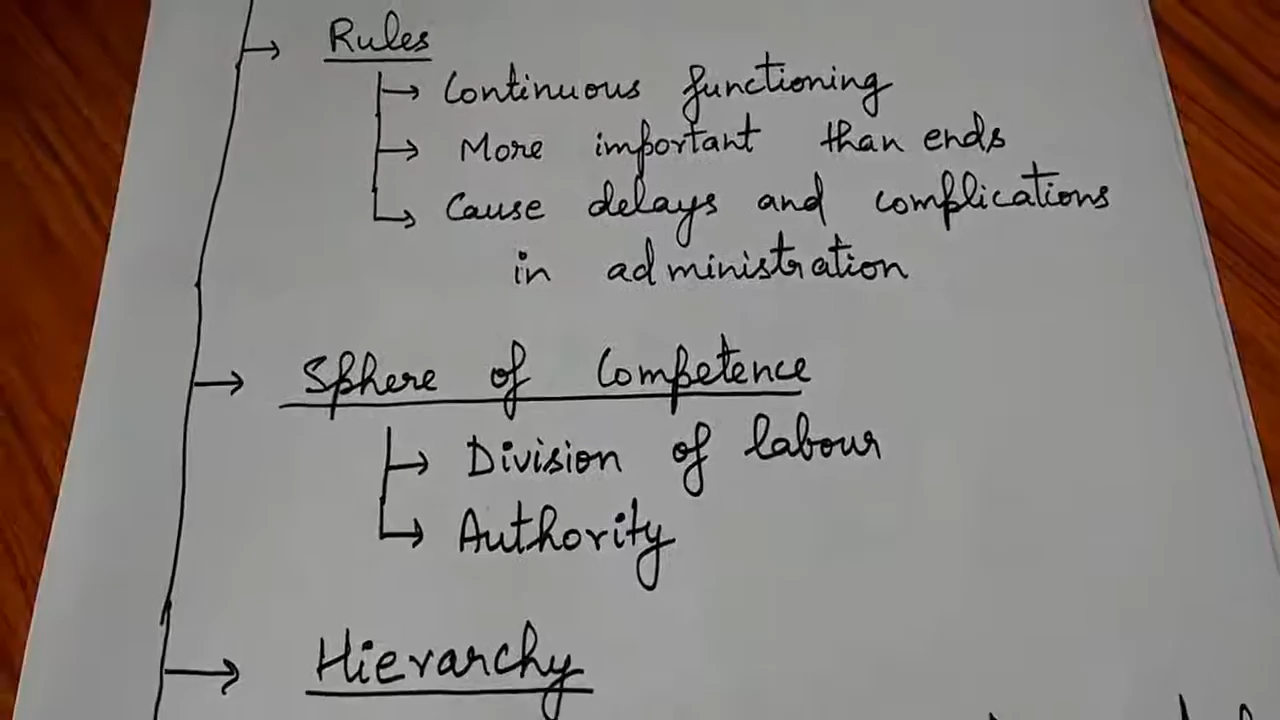 Rules
Continuous functioning
More important than ends
Cause delays and complications
in administration
Sphere of Competence
Division of labour
Authority
Hierarchy